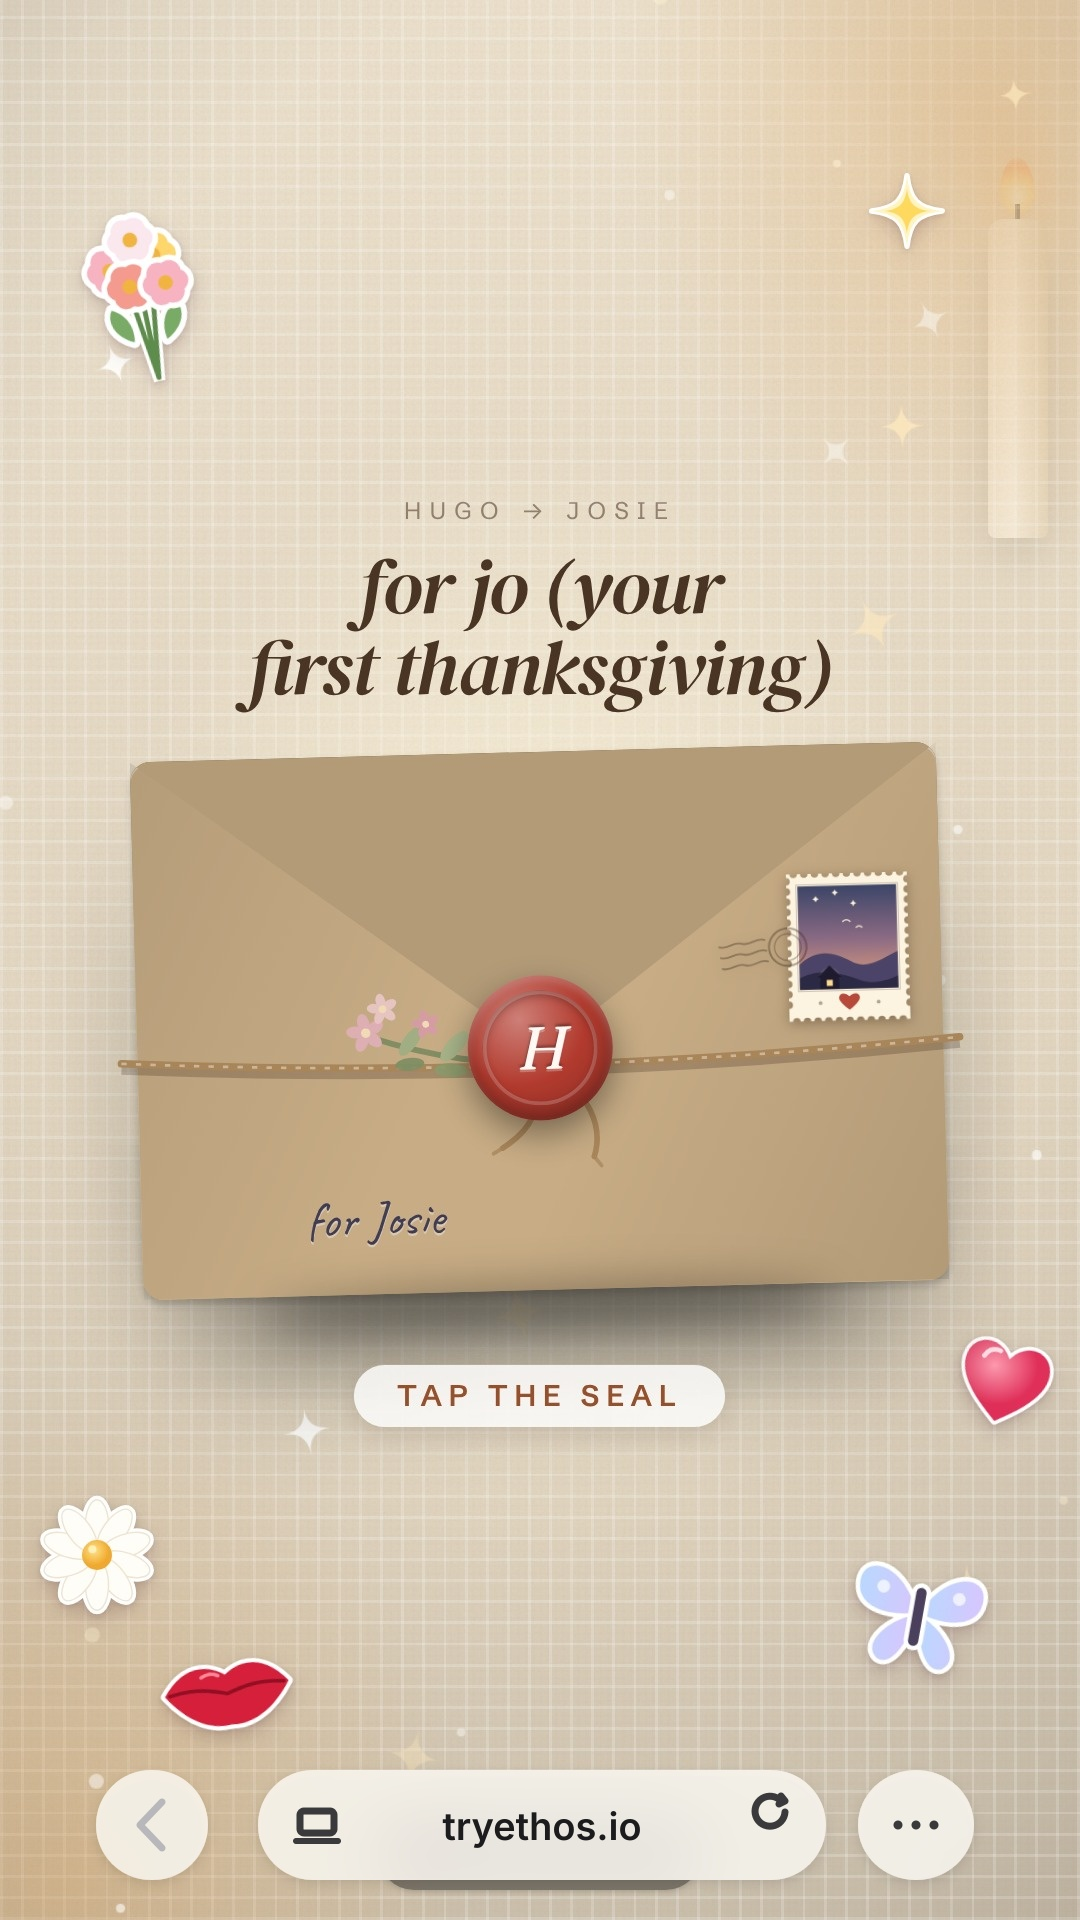 HUGO → JOSIE
for jo (your
first thanksgiving)
H
for Josie
TAP THE SEAL
tryethos.io